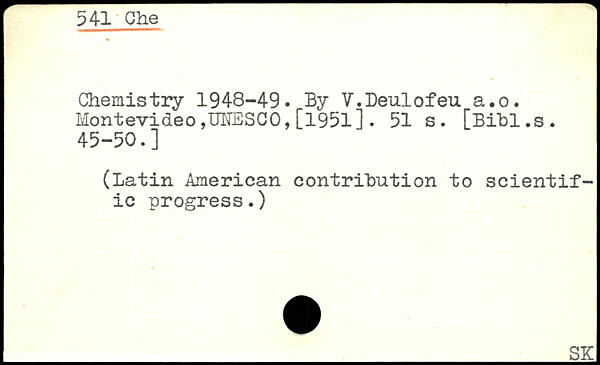 541 Che
Chemistry 1948-49. By V.Deulofeu a.o.
Montevideo,UNESCO,[1951]. 51 s. [Bibl.s.
45-50.]
(Latin American contribution to scientif-
ic progress.)
SK